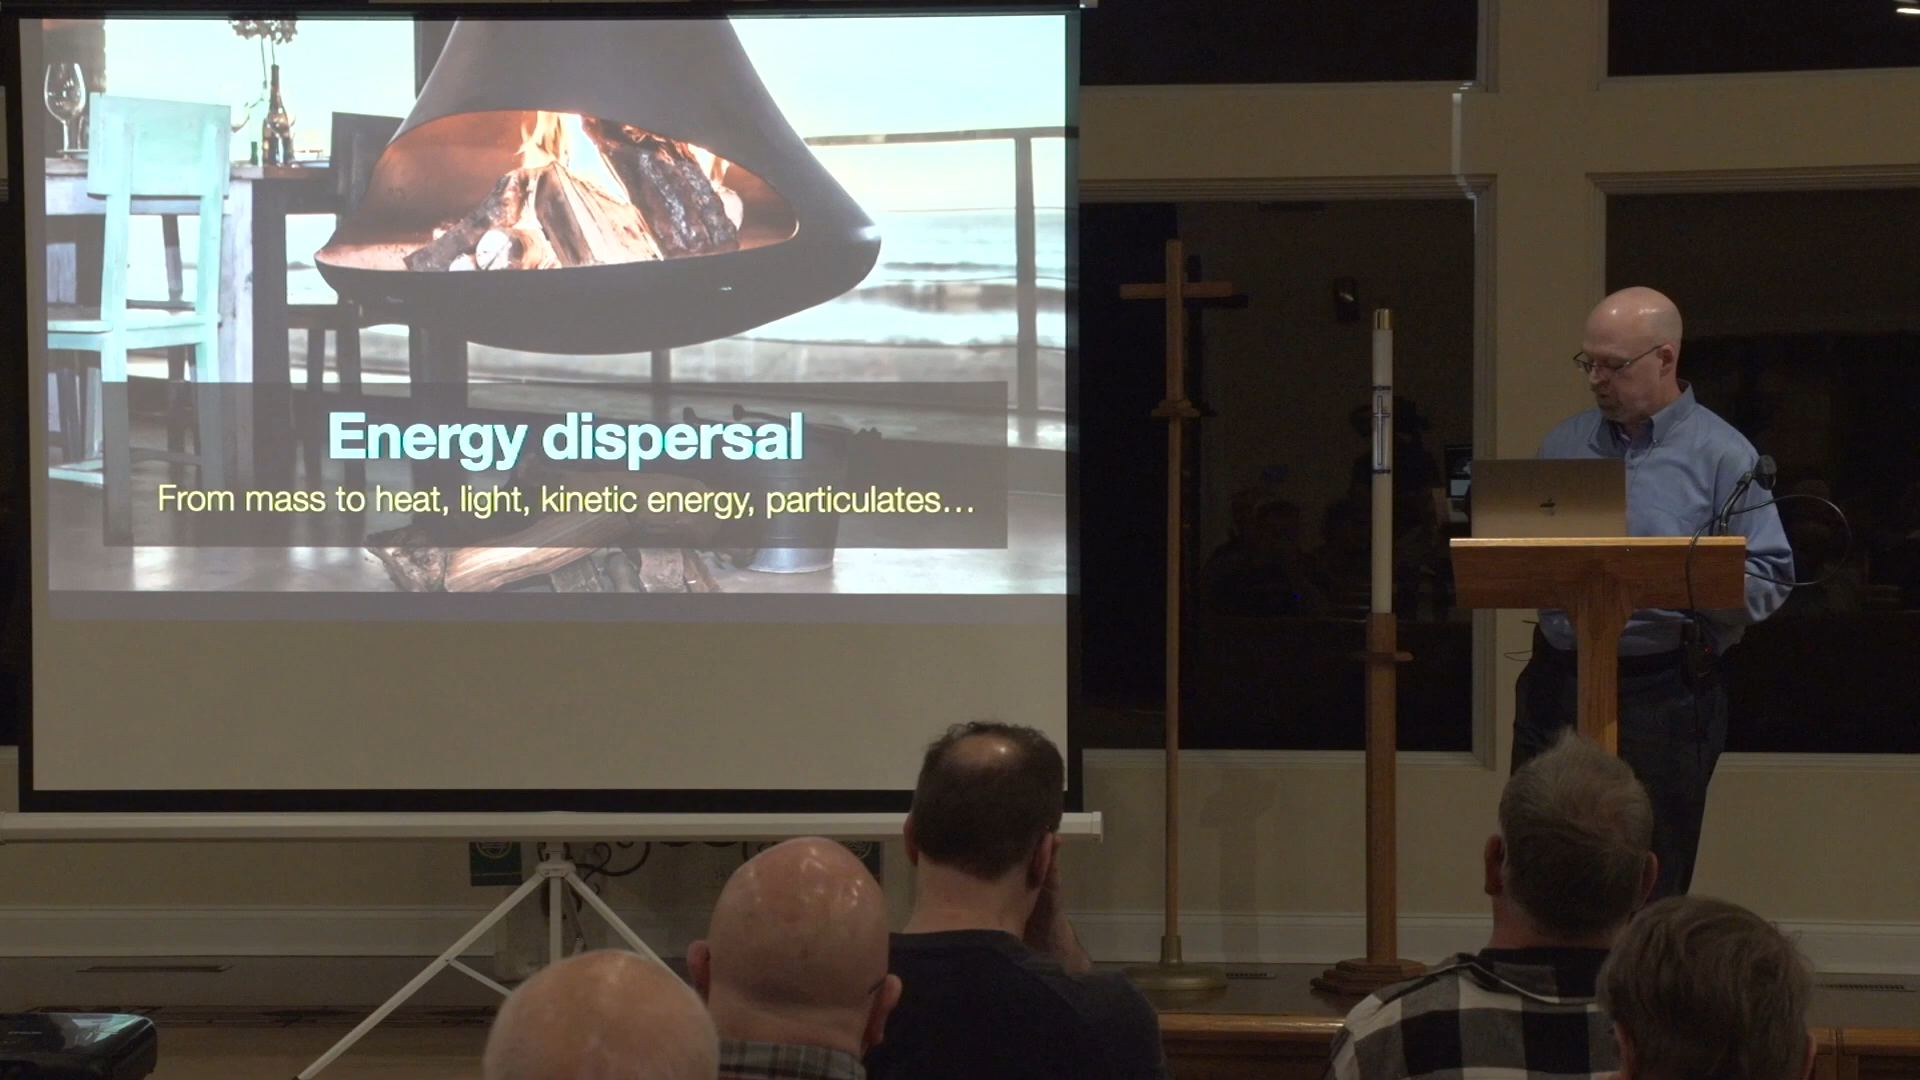 Energy dispersal
From mass to heat, light, kinetic energy, particulates…